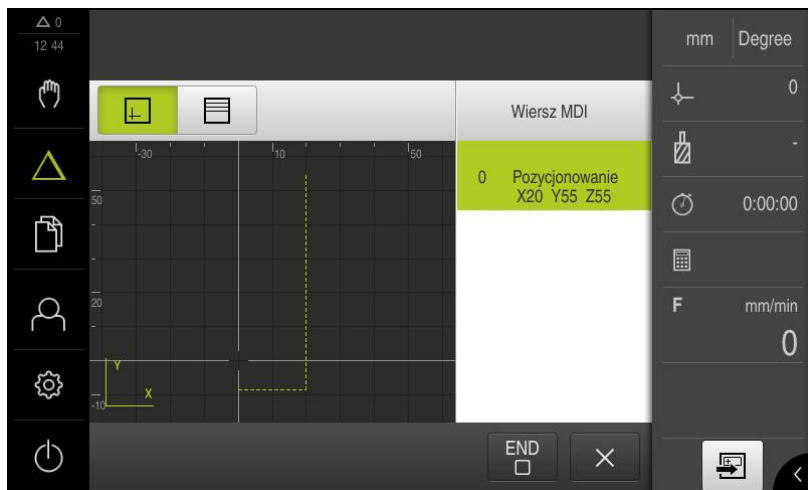 0
12 44
mm
Degree
Wiersz MDI
0
-30
10
50
0 Pozycjonowanie
X20 Y55 Z55
-
50
0:00:00
20
F mm/min
0
Y
X
-10
END